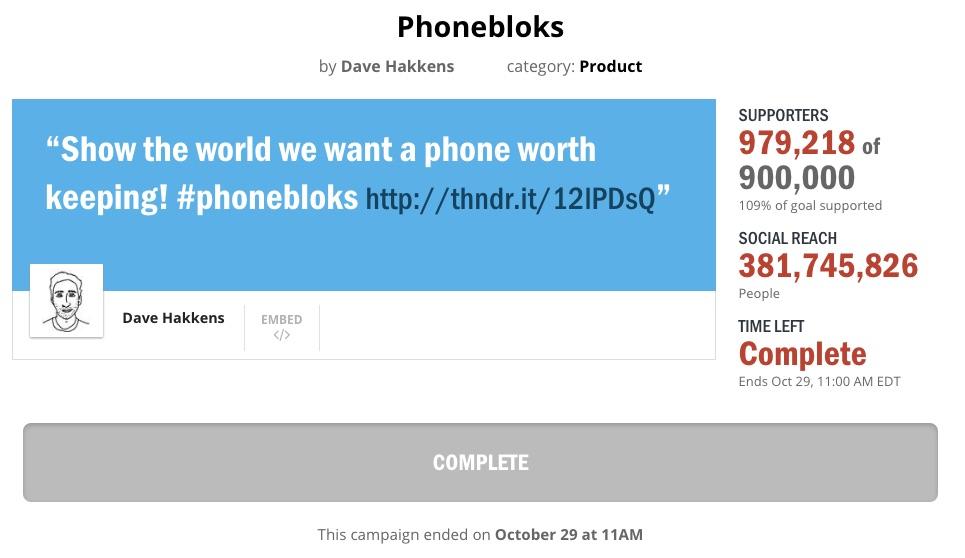 Phonebloks
by Dave Hakkens category: Product
“Show the world we want a phone worth
keeping! #phonebloks http://thndr.it/12IPDsQ”
Dave Hakkens
EMBED
</>
SUPPORTERS
979,218 of
900,000
109% of goal supported
SOCIAL REACH
381,745,826
People
TIME LEFT
Complete
Ends Oct 29, 11:00 AM EDT
COMPLETE
This campaign ended on October 29 at 11AM